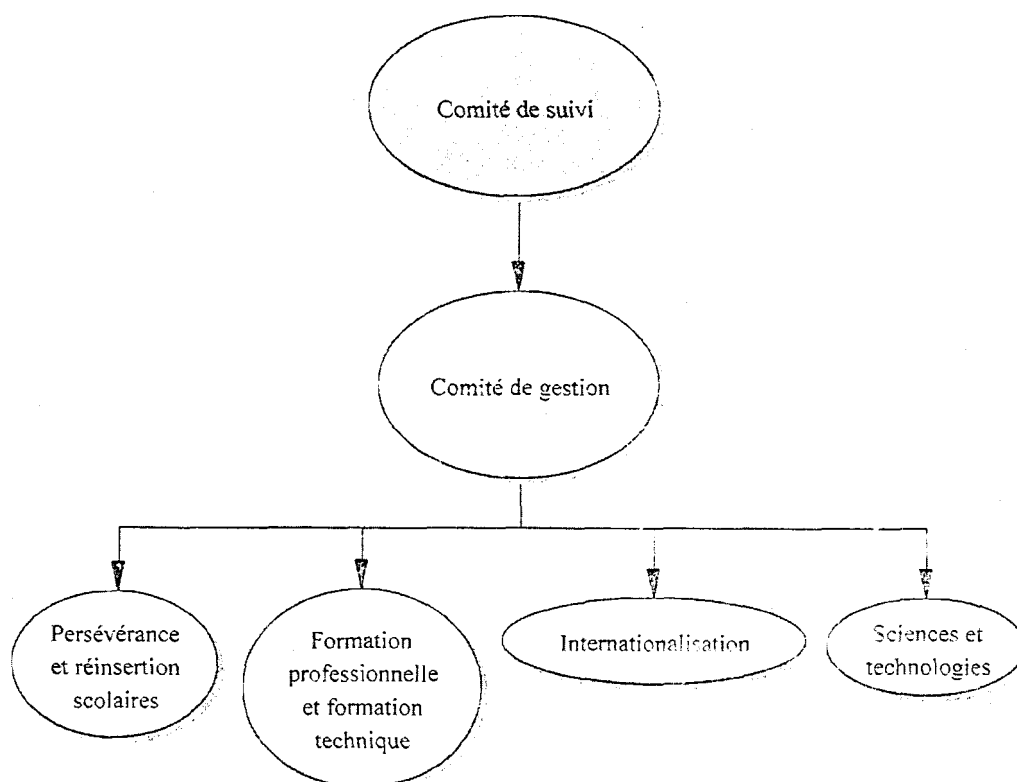 Comité de suivi
Comité de gestion
Persévérance
et réinsertion
scolaires
Formation
professionnelle
et formation
technique
Internationalisation
Sciences et
technologies